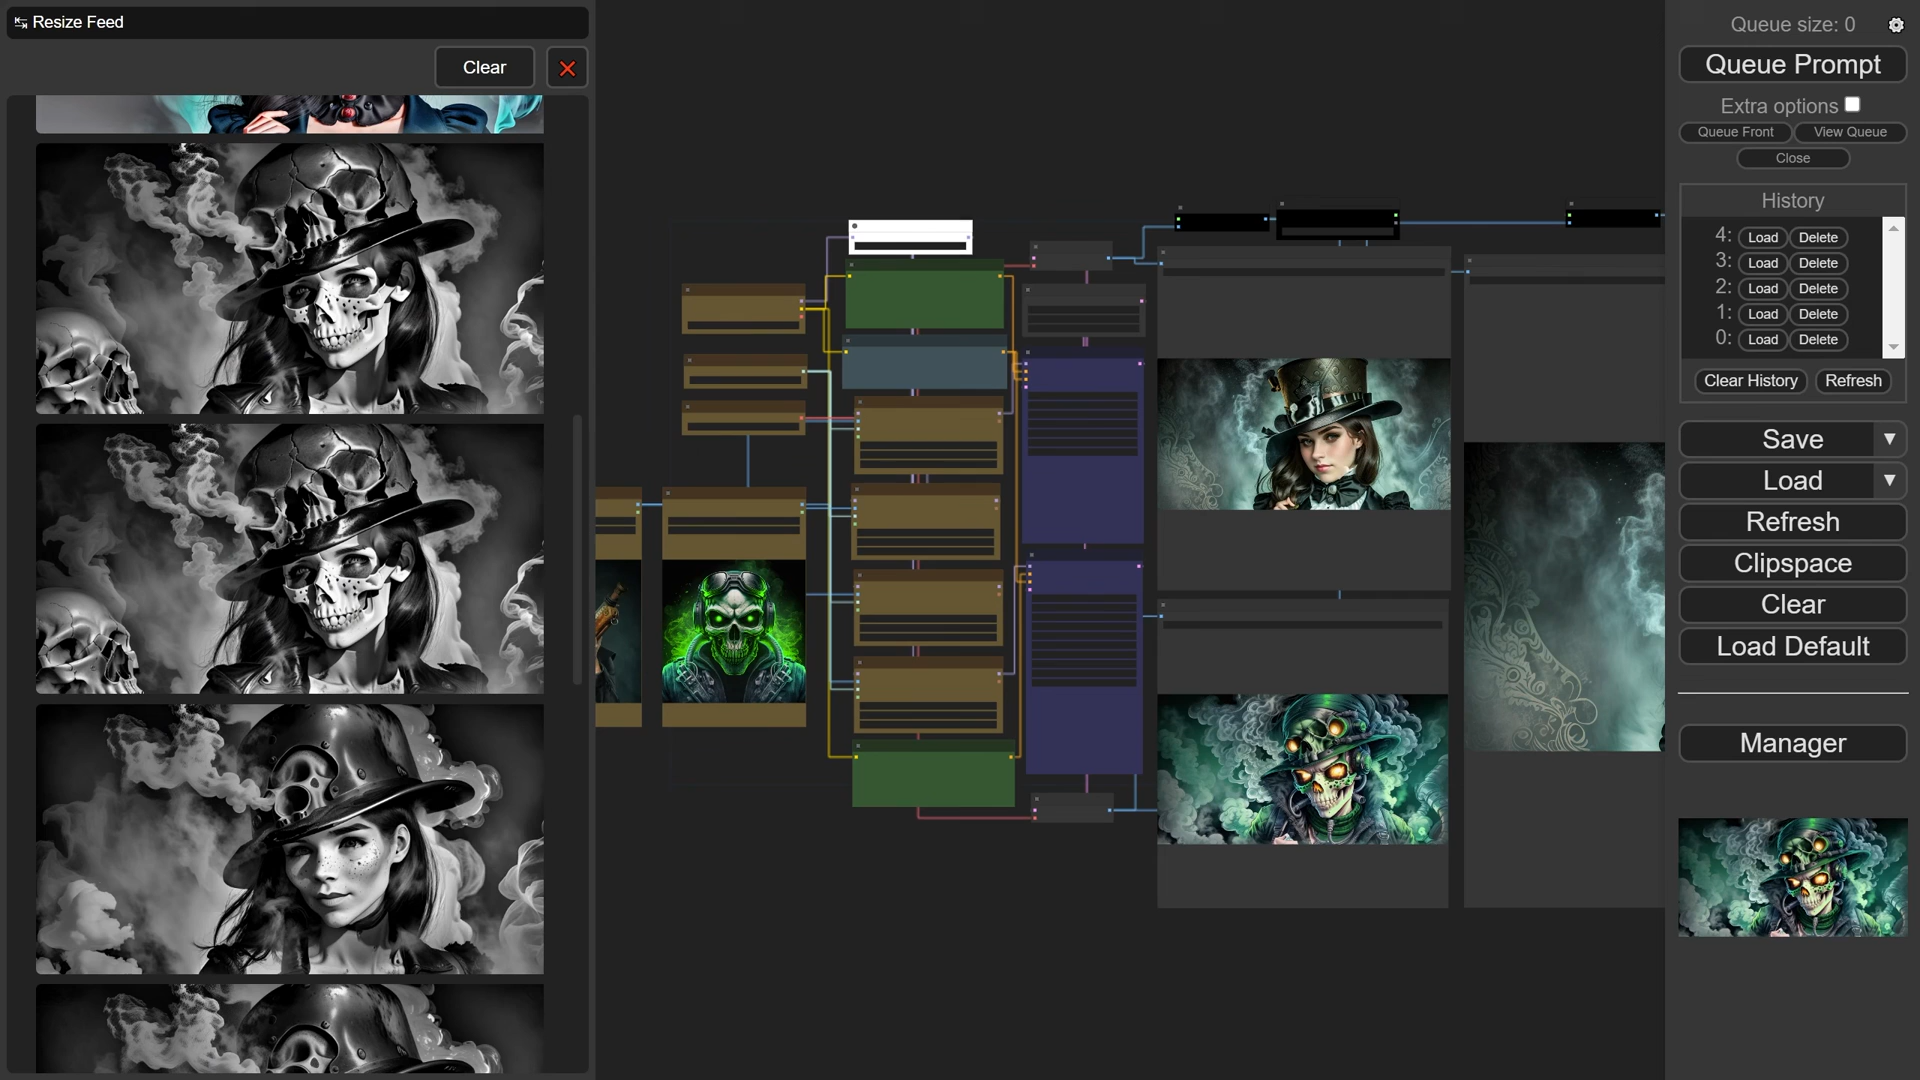 Resize Feed
Clear
Queue size: 0
Queue Prompt
Extra options
Queue Front
View Queue
Close
History
4: Load Delete
3: Load Delete
2: Load Delete
1: Load Delete
0: Load Delete
Clear History
Refresh
Save ▼
Load ▼
Refresh
Clipspace
Clear
Load Default
Manager